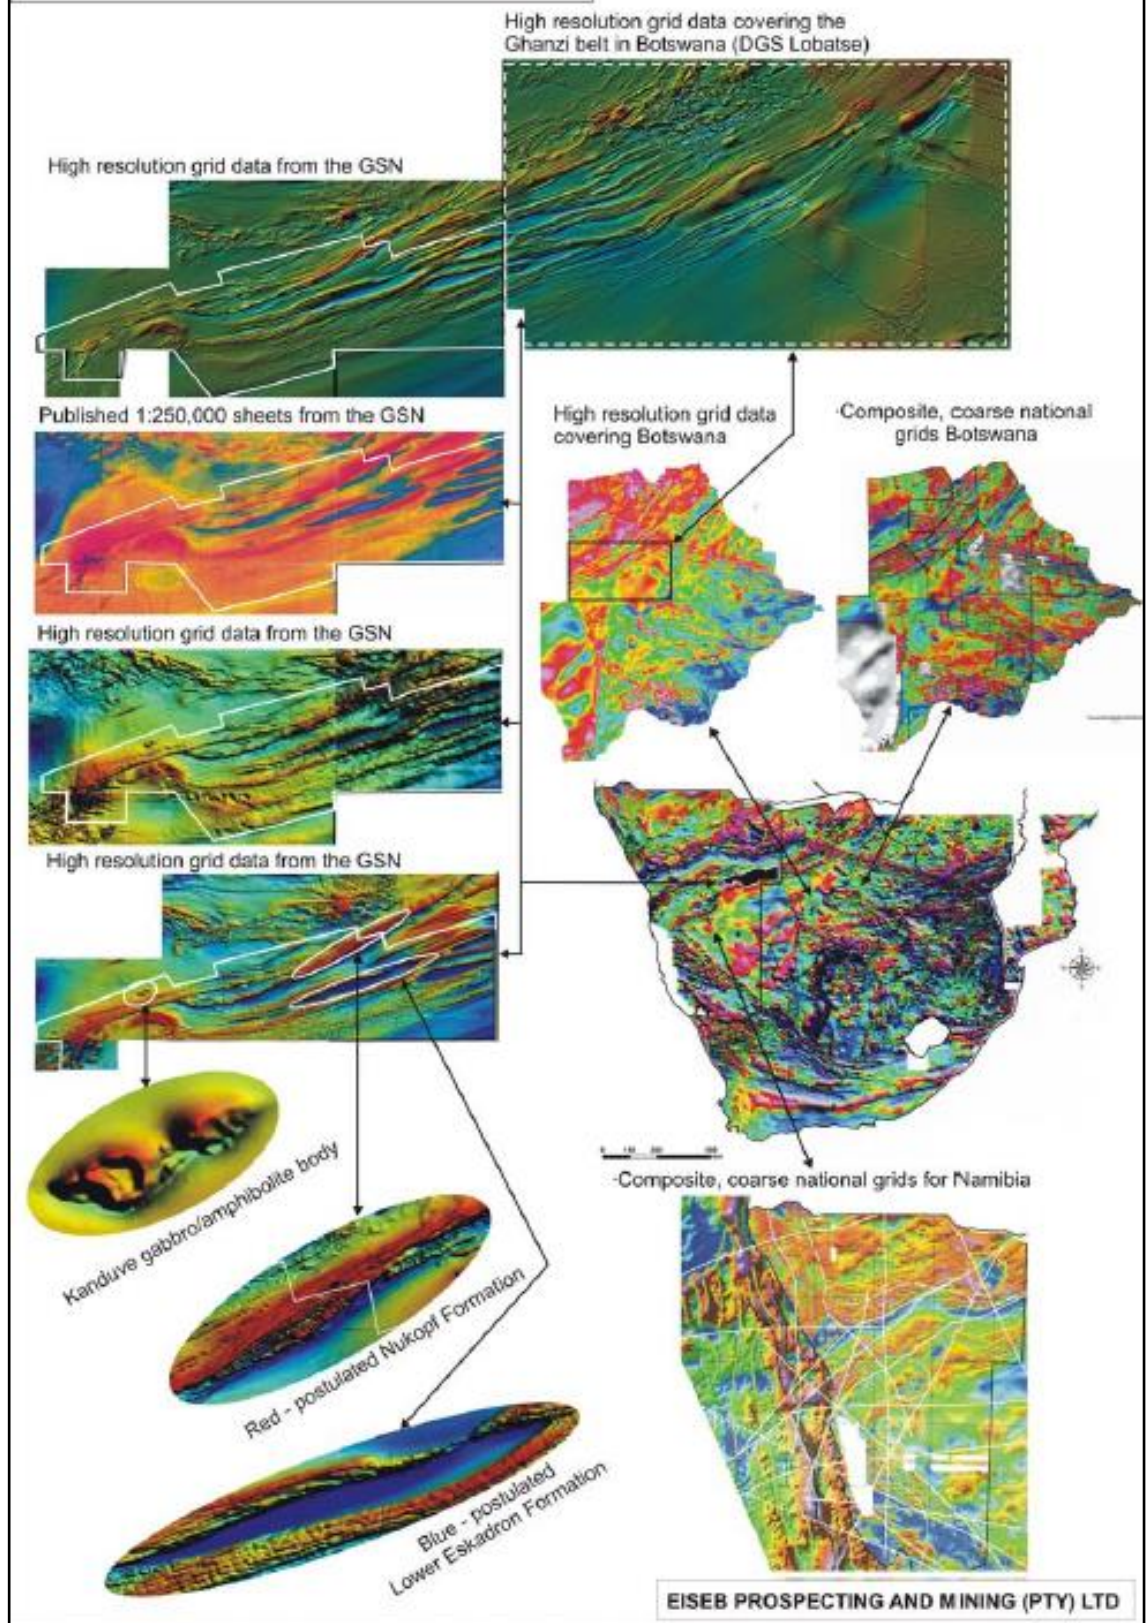 High resolution grid data covering the
Ghanzi belt in Botswana (DGS Lobatse)
High resolution grid data from the GSN
Published 1:250,000 sheets from the GSN
High resolution grid data
covering Botswana
·Composite, coarse national
grids Botswana
High resolution grid data from the GSN
High resolution grid data from the GSN
Kanduve gabbro/amphibolite body
·Composite, coarse national grids for Namibia
Red - postulated Nukopf Formation
Blue - postulated
Lower Eskadron Formation
EISEB PROSPECTING AND MINING (PTY) LTD